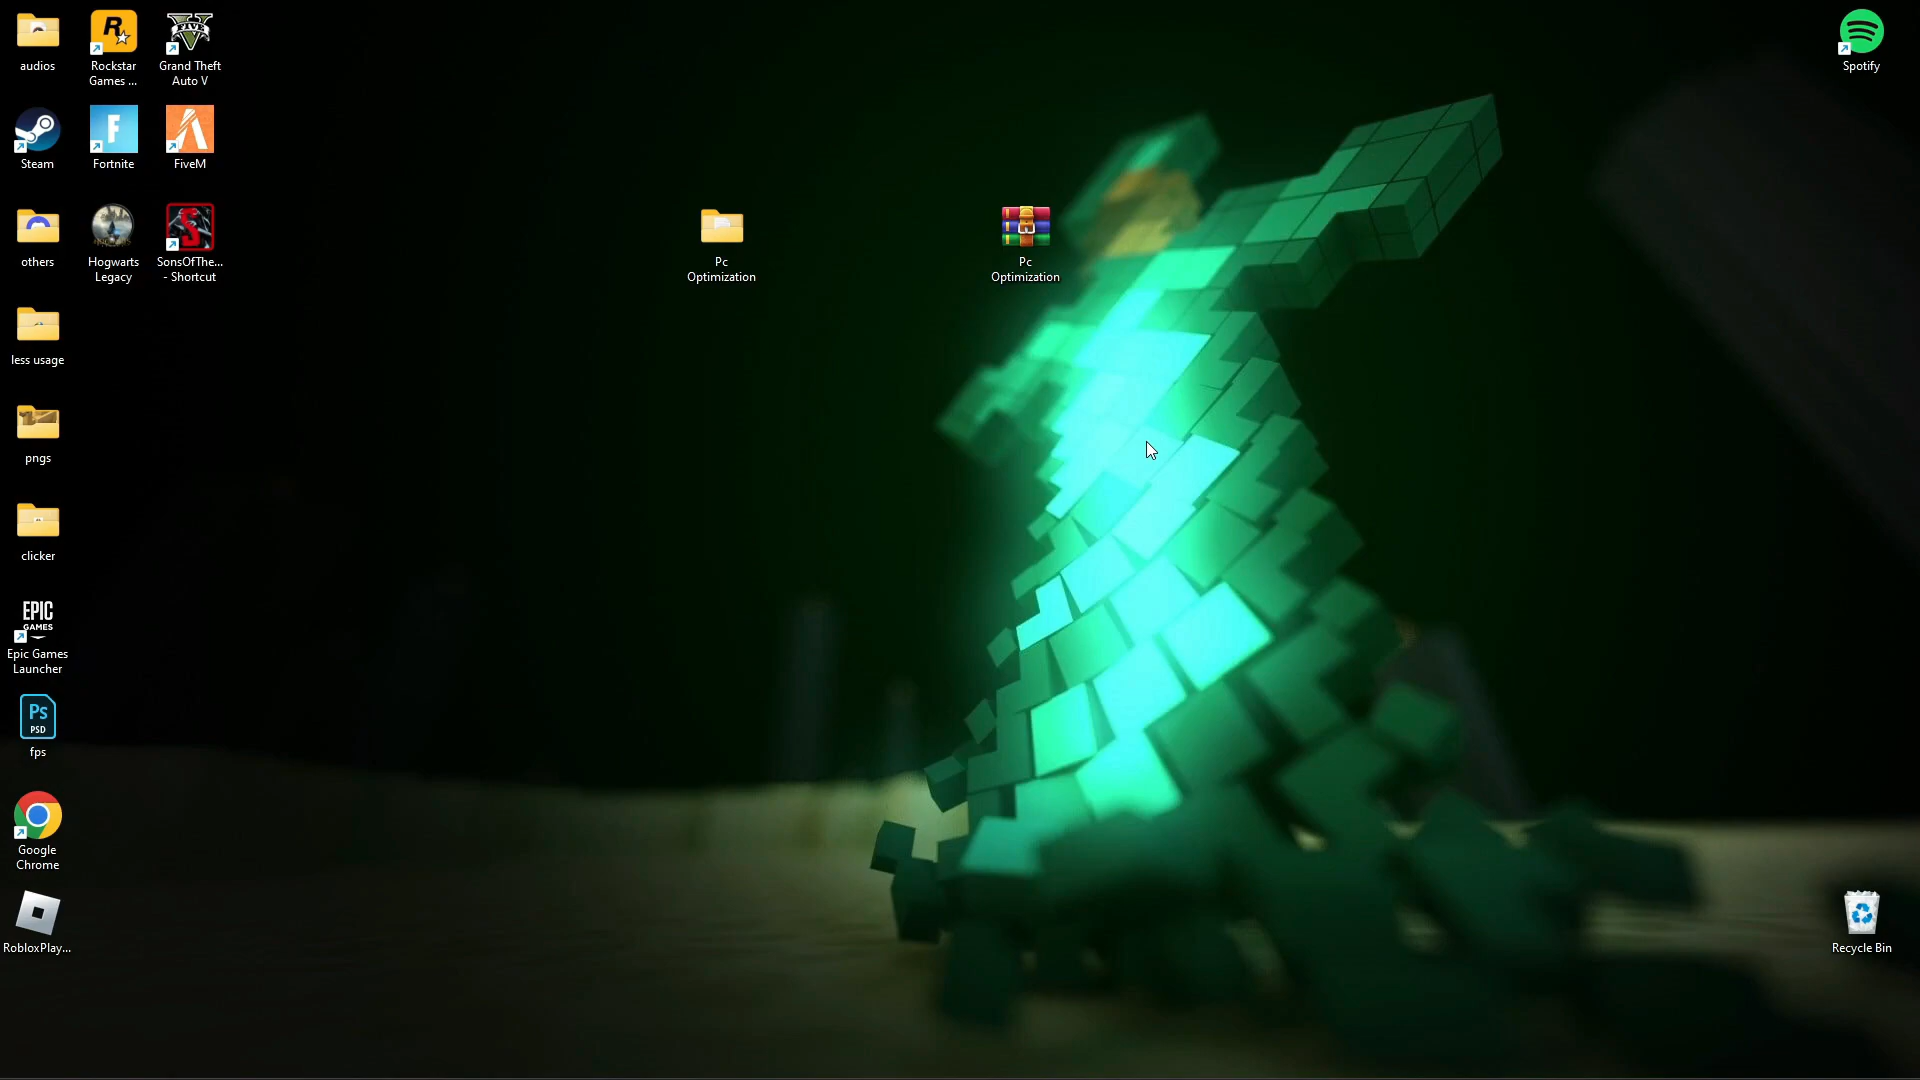 audios
Rockstar
Games ...
Grand Theft
Auto V
Spotify
Steam
Fortnite
FiveM
others
Hogwarts
Legacy
SonsOfThe...
- Shortcut
Pc
Optimization
Pc
Optimization
less usage
pngs
clicker
EPIC
GAMES
Epic Games
Launcher
Ps
PSD
fps
Google
Chrome
RobloxPlay...
Recycle Bin